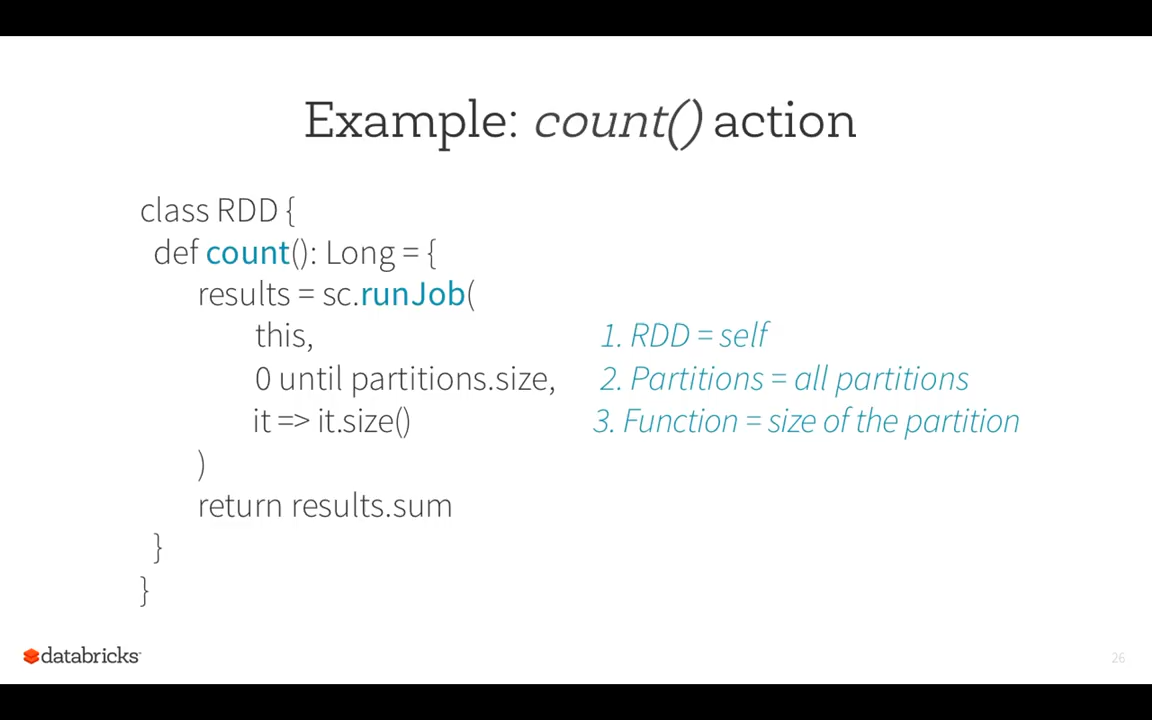 Example: count() action
class RDD {
def count(): Long = {
results = sc.runJob(
this, 1. RDD = self
0 until partitions.size, 2. Partitions = all partitions
it => it.size() 3. Function = size of the partition
)
return results.sum
}
}
databricks
26